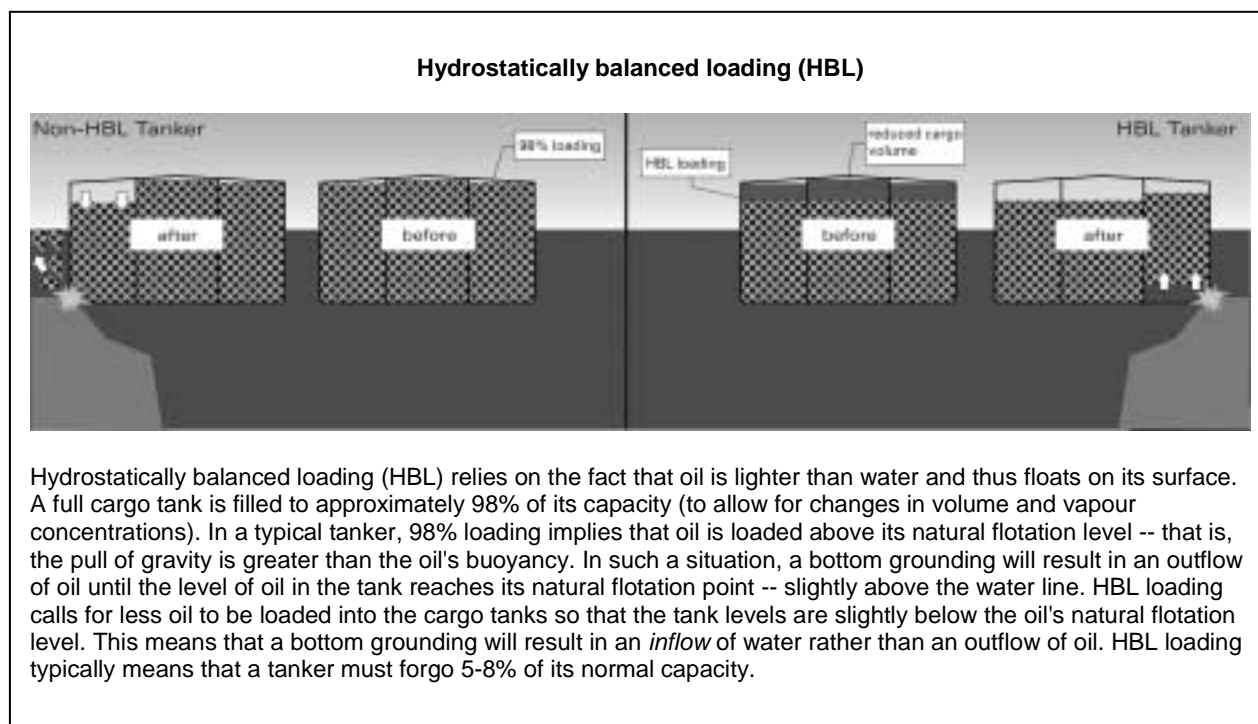 Hydrostatically balanced loading (HBL)
Non-HBL Tanker
98% loading
after
before
HBL Tanker
reduced cargo
volume
HBL loading
before
after
Hydrostatically balanced loading (HBL) relies on the fact that oil is lighter than water and thus floats on its surface.
A full cargo tank is filled to approximately 98% of its capacity (to allow for changes in volume and vapour
concentrations). In a typical tanker, 98% loading implies that oil is loaded above its natural flotation level -- that is,
the pull of gravity is greater than the oil's buoyancy. In such a situation, a bottom grounding will result in an outflow
of oil until the level of oil in the tank reaches its natural flotation point -- slightly above the water line. HBL loading
calls for less oil to be loaded into the cargo tanks so that the tank levels are slightly below the oil's natural flotation
level. This means that a bottom grounding will result in an inflow of water rather than an outflow of oil. HBL loading
typically means that a tanker must forgo 5-8% of its normal capacity.